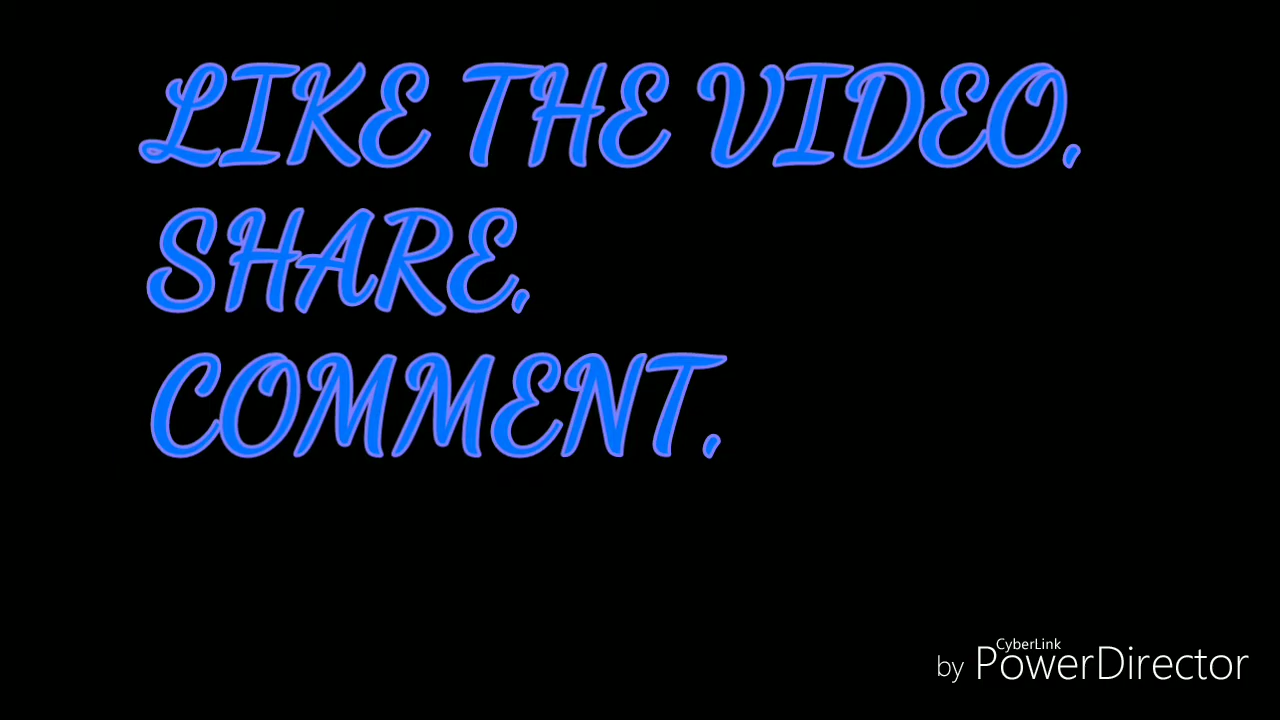 LIKE THE VIDEO.
SHARE.
COMMENT.
CyberLink
by PowerDirector